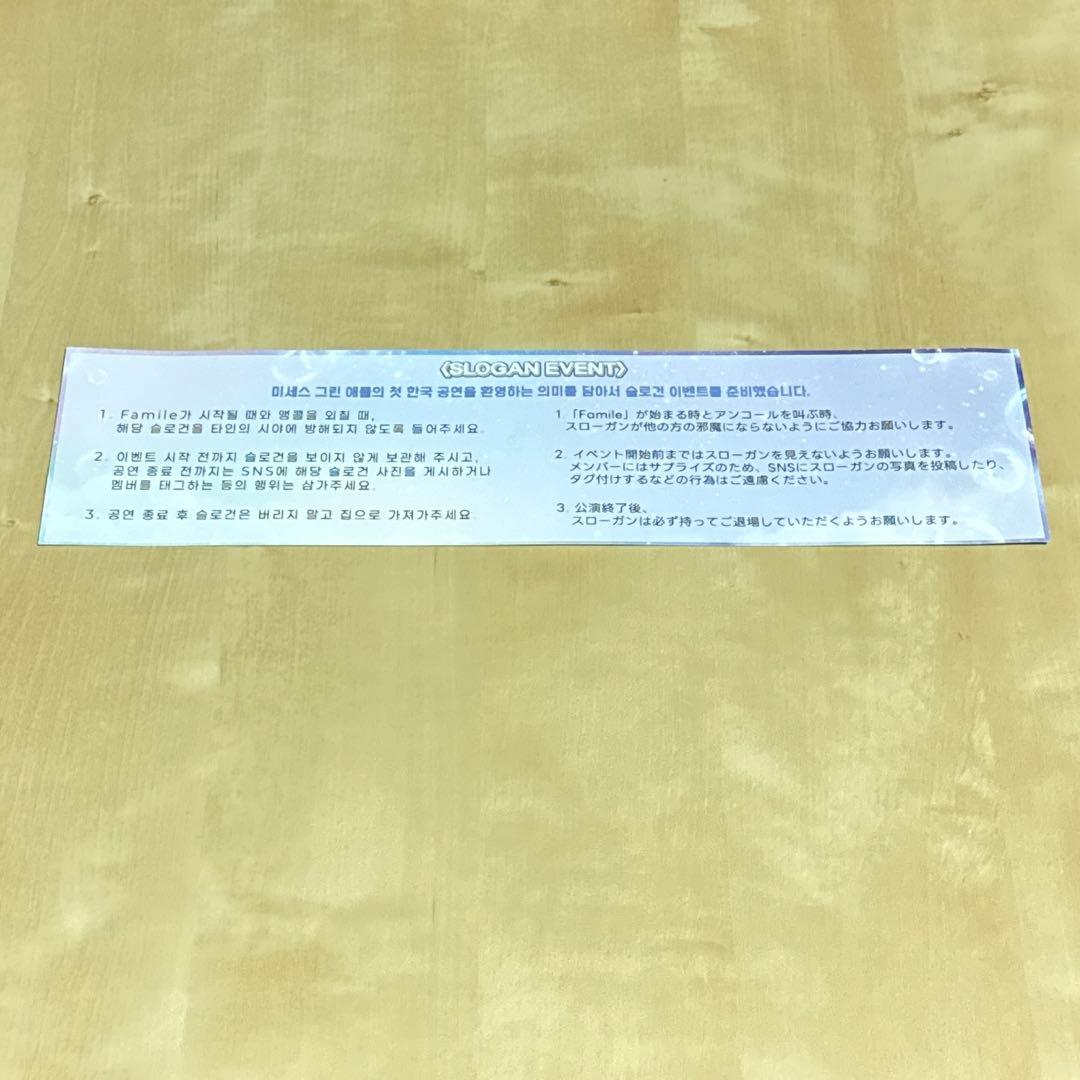 〈SLOGAN EVENT〉
미세스 그린 애플의 첫 한국 공연을 환영하는 의미를 담아서 슬로건 이벤트를 준비했습니다.
1. Famile가 시작될 때와 앵콜을 외칠 때,
해당 슬로건을 타인의 시야에 방해되지 않도록 들어주세요.
2. 이벤트 시작 전까지 슬로건을 보이지 않게 보관해 주시고,
공연 종료 전까지는 SNS에 해당 슬로건 사진을 게시하거나
멤버를 태그하는 등의 행위는 삼가주세요.
3. 공연 종료 후 슬로건은 버리지 말고 집으로 가져가주세요.
1.「Famile」が始まる時とアンコールを叫ぶ時、
スローガンが他の方の邪魔にならないようにご協力お願いします。
2. イベント開始前まではスローガンを見えないようお願いします。
メンバーにはサプライズのため、SNSにスローガンの写真を投稿したり、
タグ付けするなどの行為はご遠慮ください。
3. 公演終了後、
スローガンは必ず持ってご退場していただくようお願いします。